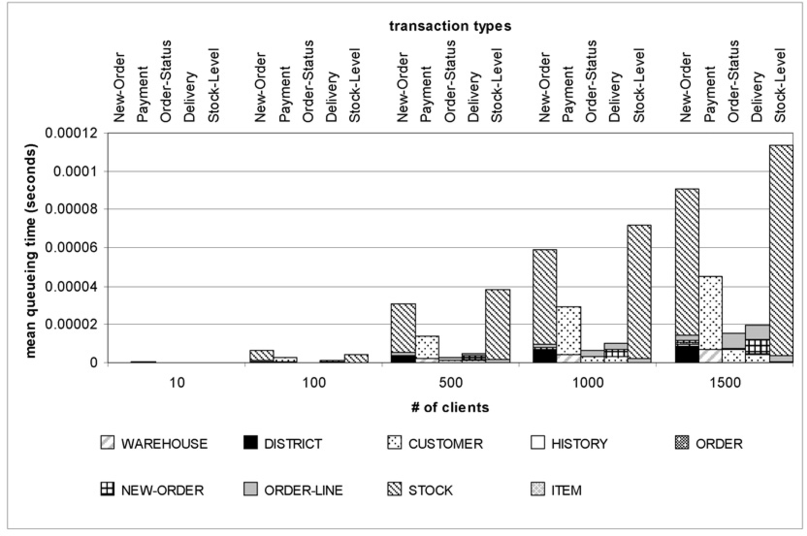 transaction types
New-Order Payment Order-Status Delivery Stock-Level New-Order Payment Order-Status Delivery Stock-Level New-Order Payment Order-Status Delivery Stock-Level New-Order Payment Order-Status Delivery Stock-Level New-Order Payment Order-Status Delivery Stock-Level
mean queueing time (seconds)
0.00012
0.0001
0.00008
0.00006
0.00004
0.00002
0
10 100 500 1000 1500
# of clients
WAREHOUSE DISTRICT CUSTOMER HISTORY ORDER
NEW-ORDER ORDER-LINE STOCK ITEM